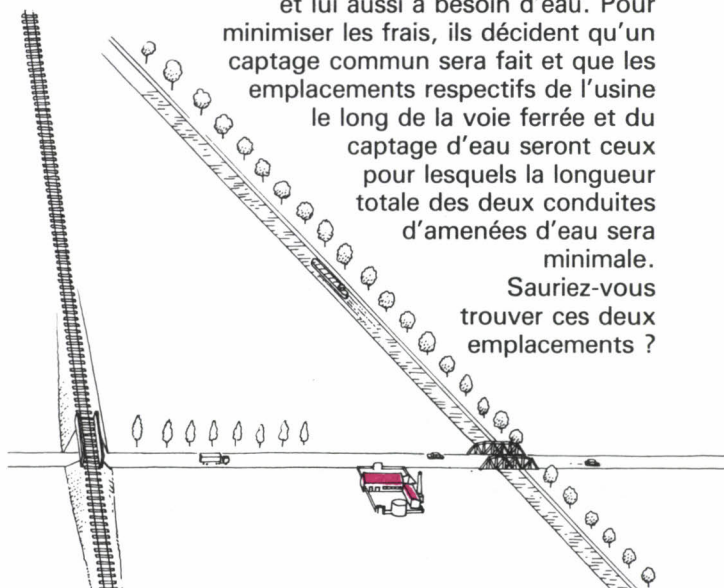 et lui aussi a besoin d'eau. Pour
minimiser les frais, ils décident qu'un
captage commun sera fait et que les
emplacements respectifs de l'usine
le long de la voie ferrée et du
captage d'eau seront ceux
pour lesquels la longueur
totale des deux conduites
d'amenées d'eau sera
minimale.
Sauriez-vous
trouver ces deux
emplacements ?